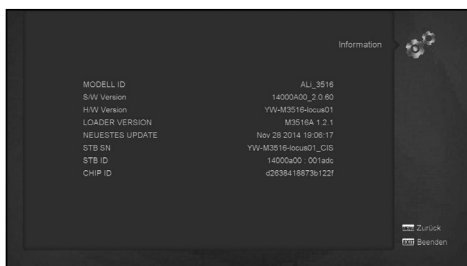 Information
MODELL ID ALi_3516
S/W Version 14000A00_2.0.60
H/W Version YW-M3516-locus01
LOADER VERSION M3516A 1.2.1
NEUESTES UPDATE Nov 28 2014 19:06:17
STB SN YW-M3516-locus01_CIS
STB ID 14000a00 : 001adc
CHIP ID d2638418873b122f
Zurück
EXIT Beenden